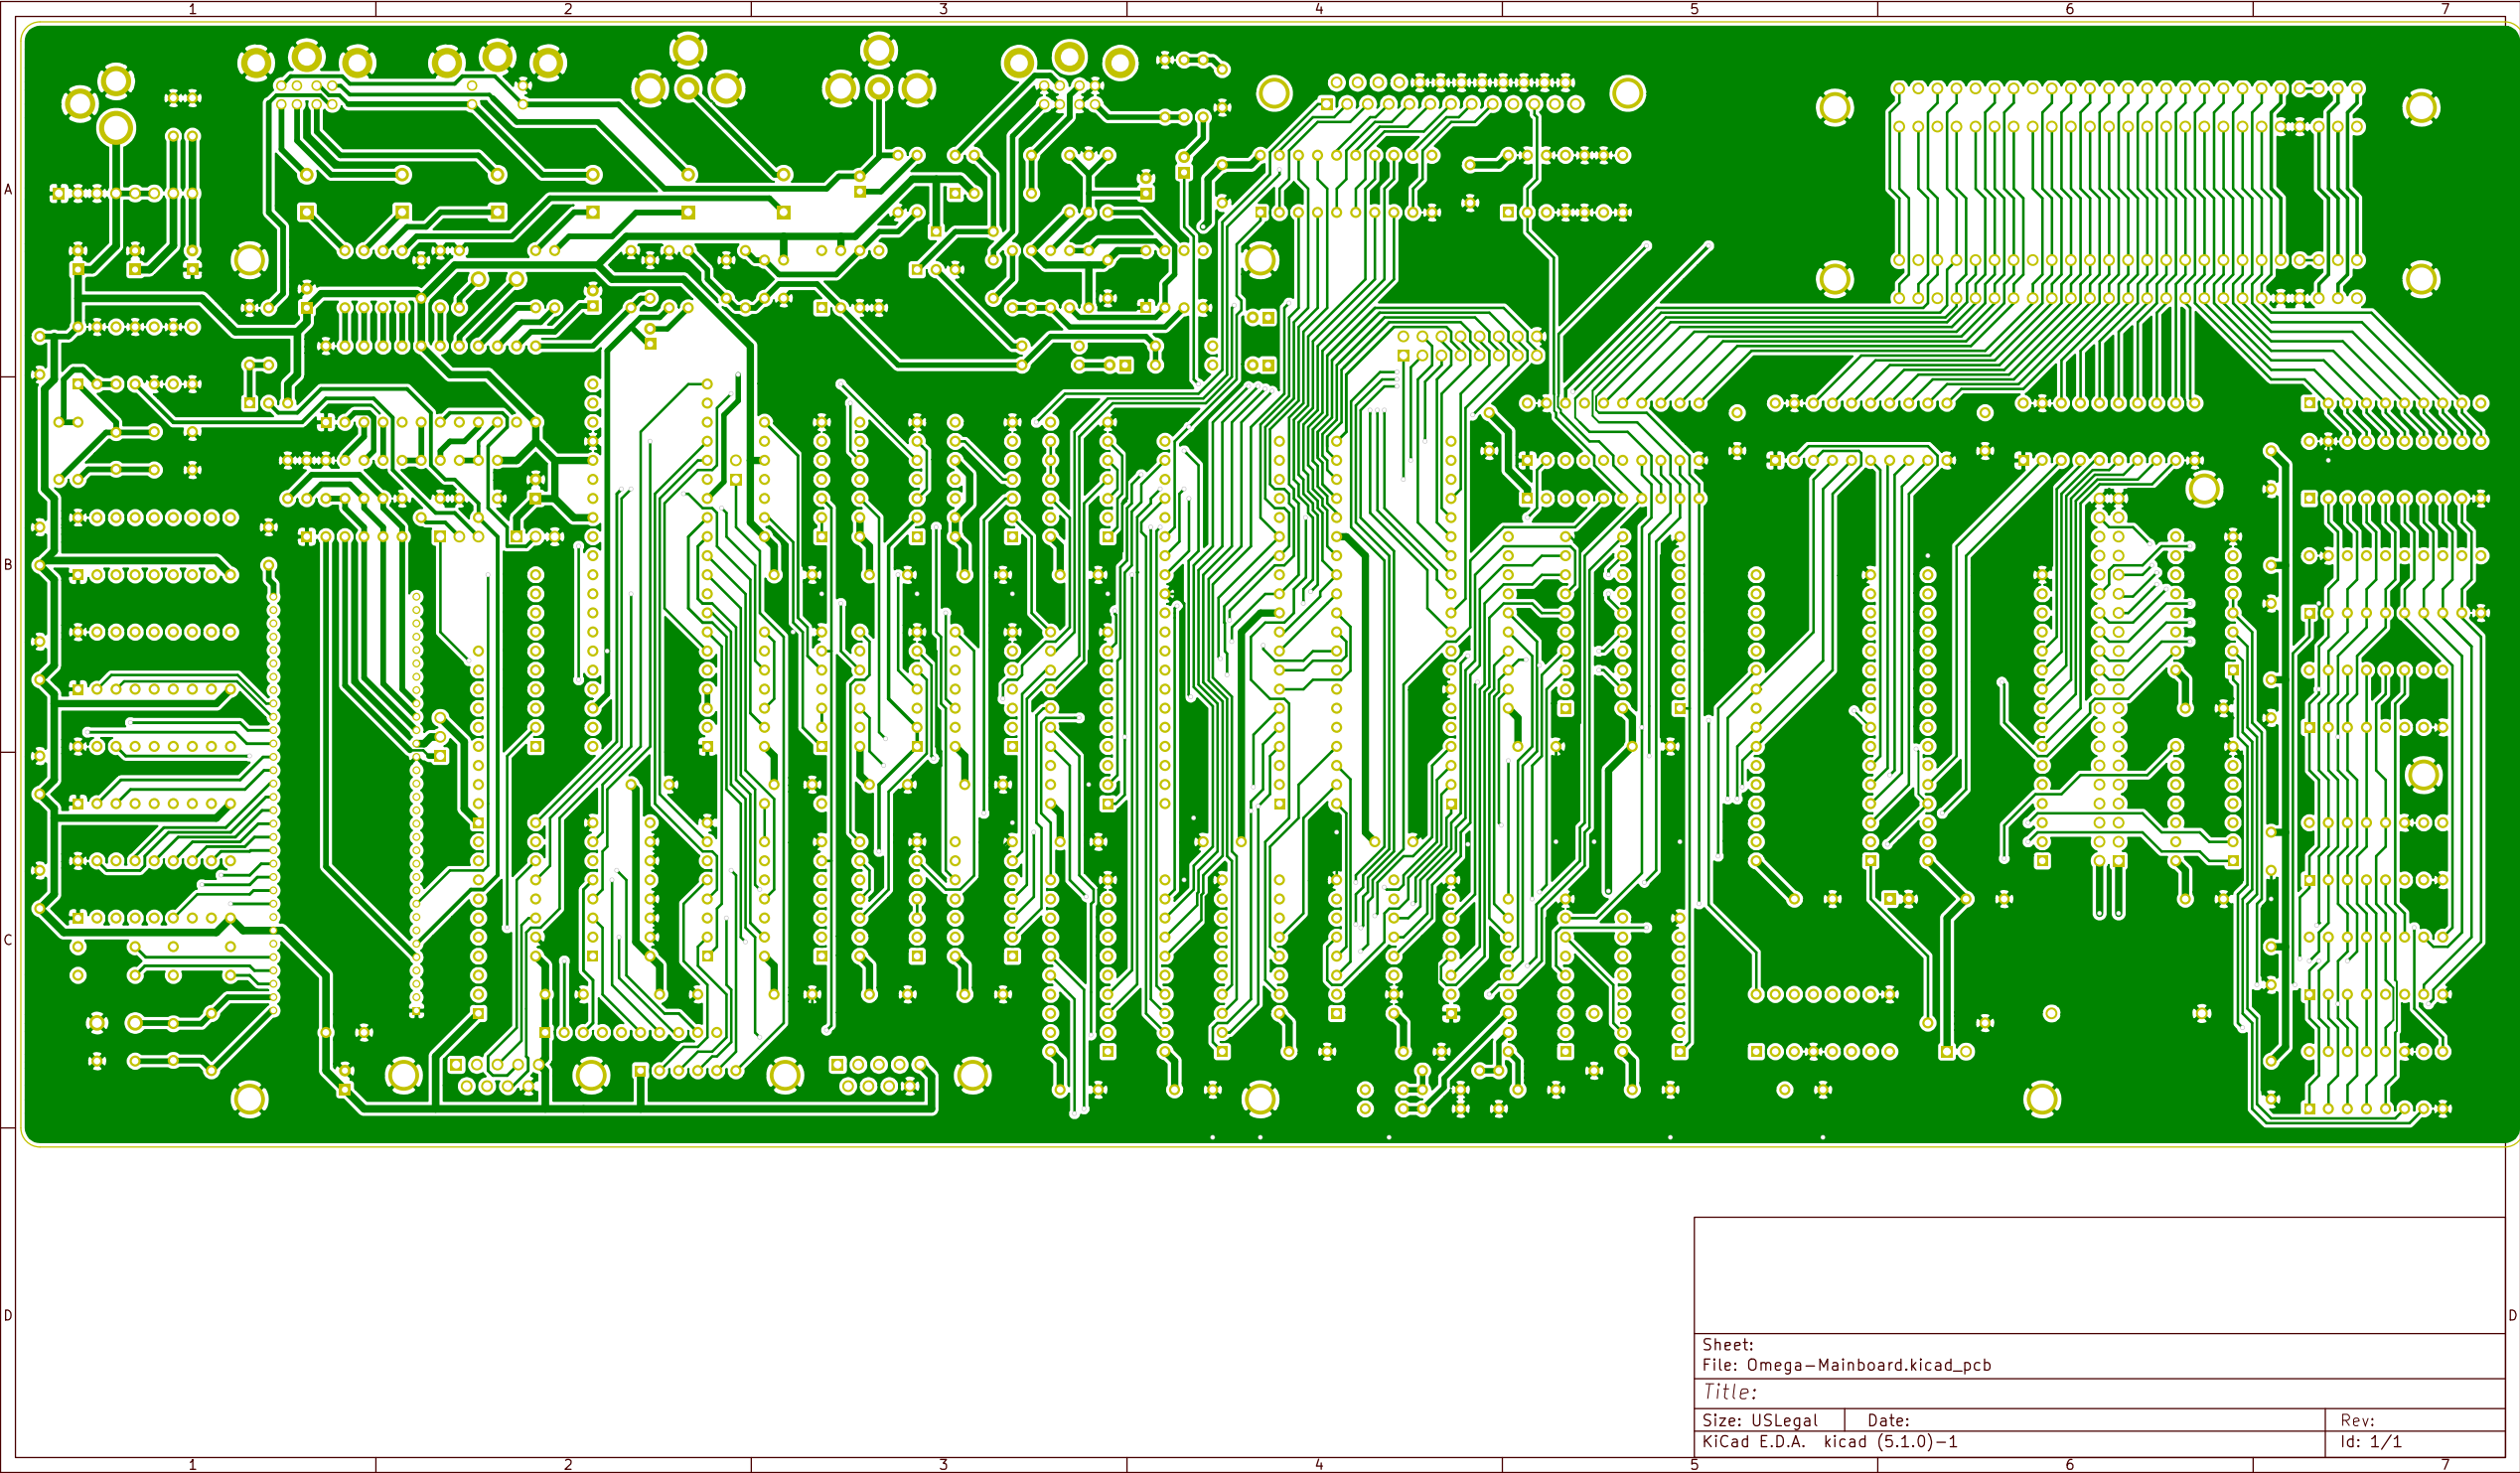 1 2 3 4 5 6 7
A
B
C
D D
Sheet:
File: Omega-Mainboard.kicad_pcb
Title:
Size: USLegal Date: Rev:
KiCad E.D.A. kicad (5.1.0)-1 Id: 1/1
1 2 3 4 5 6 7